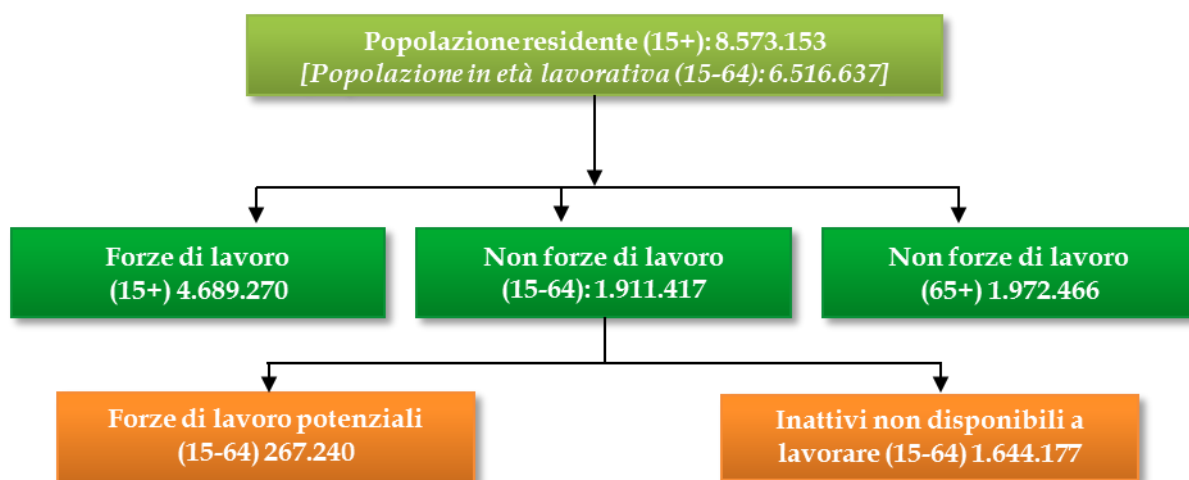 Popolazione residente (15+): 8.573.153
[Popolazione in età lavorativa (15-64): 6.516.637]
Forze di lavoro
(15+) 4.689.270
Non forze di lavoro
(15-64): 1.911.417
Non forze di lavoro
(65+) 1.972.466
Forze di lavoro potenziali
(15-64) 267.240
Inattivi non disponibili a
lavorare (15-64) 1.644.177